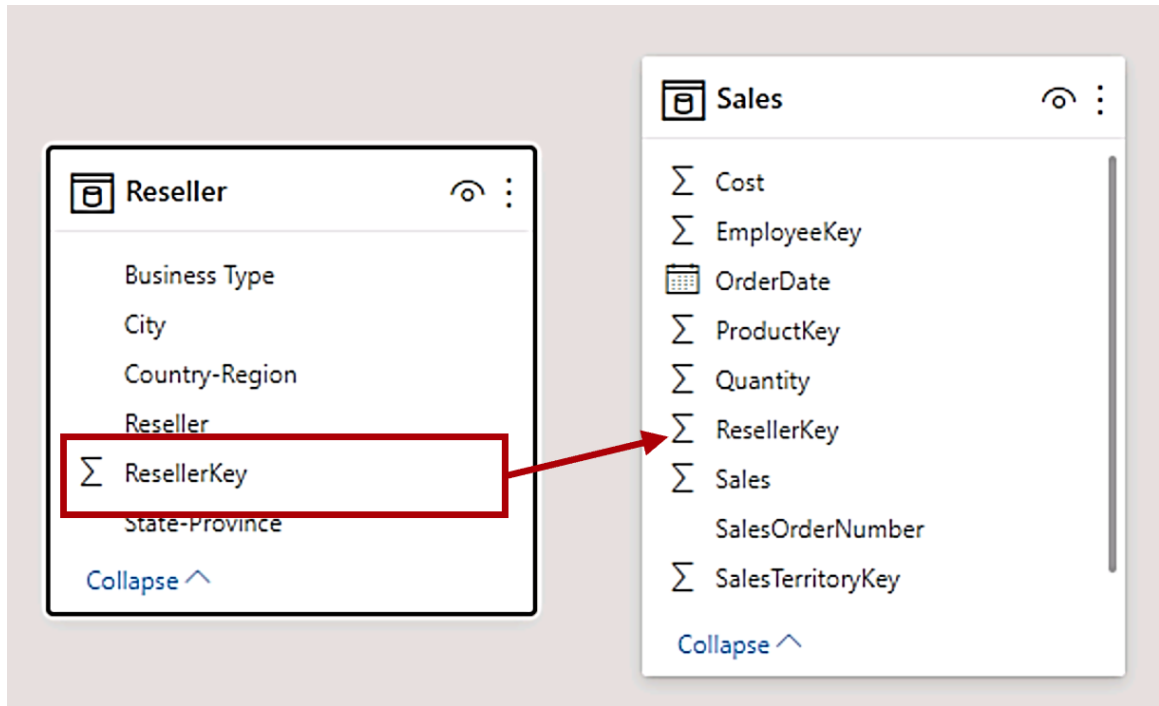 Reseller
Business Type
City
Country-Region
Reseller
ResellerKey
State-Province
Collapse
Sales
Cost
EmployeeKey
OrderDate
ProductKey
Quantity
ResellerKey
Sales
SalesOrderNumber
SalesTerritoryKey
Collapse